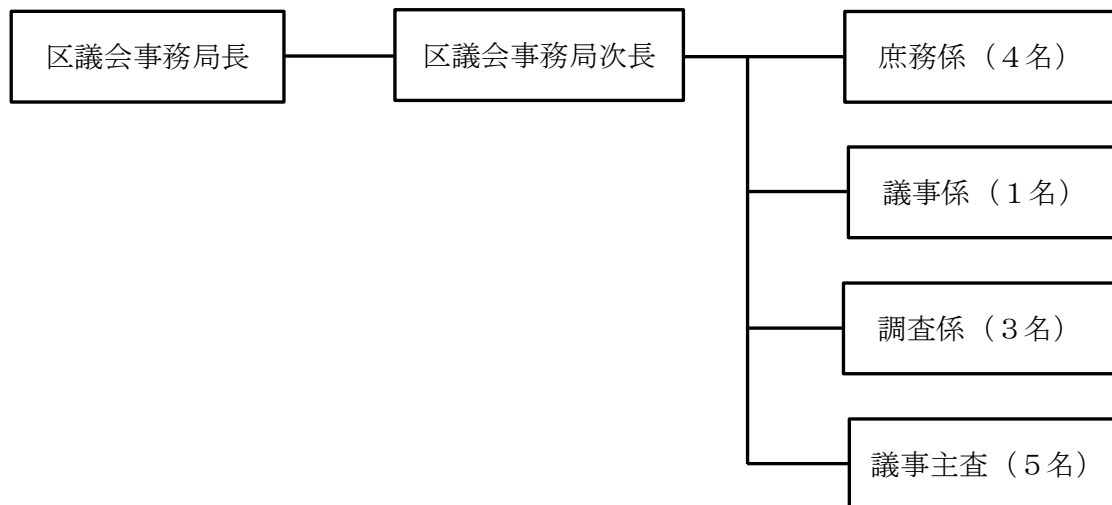 区議会事務局長
区議会事務局次長
庶務係（４名）
議事係（１名）
調査係（３名）
議事主査（５名）